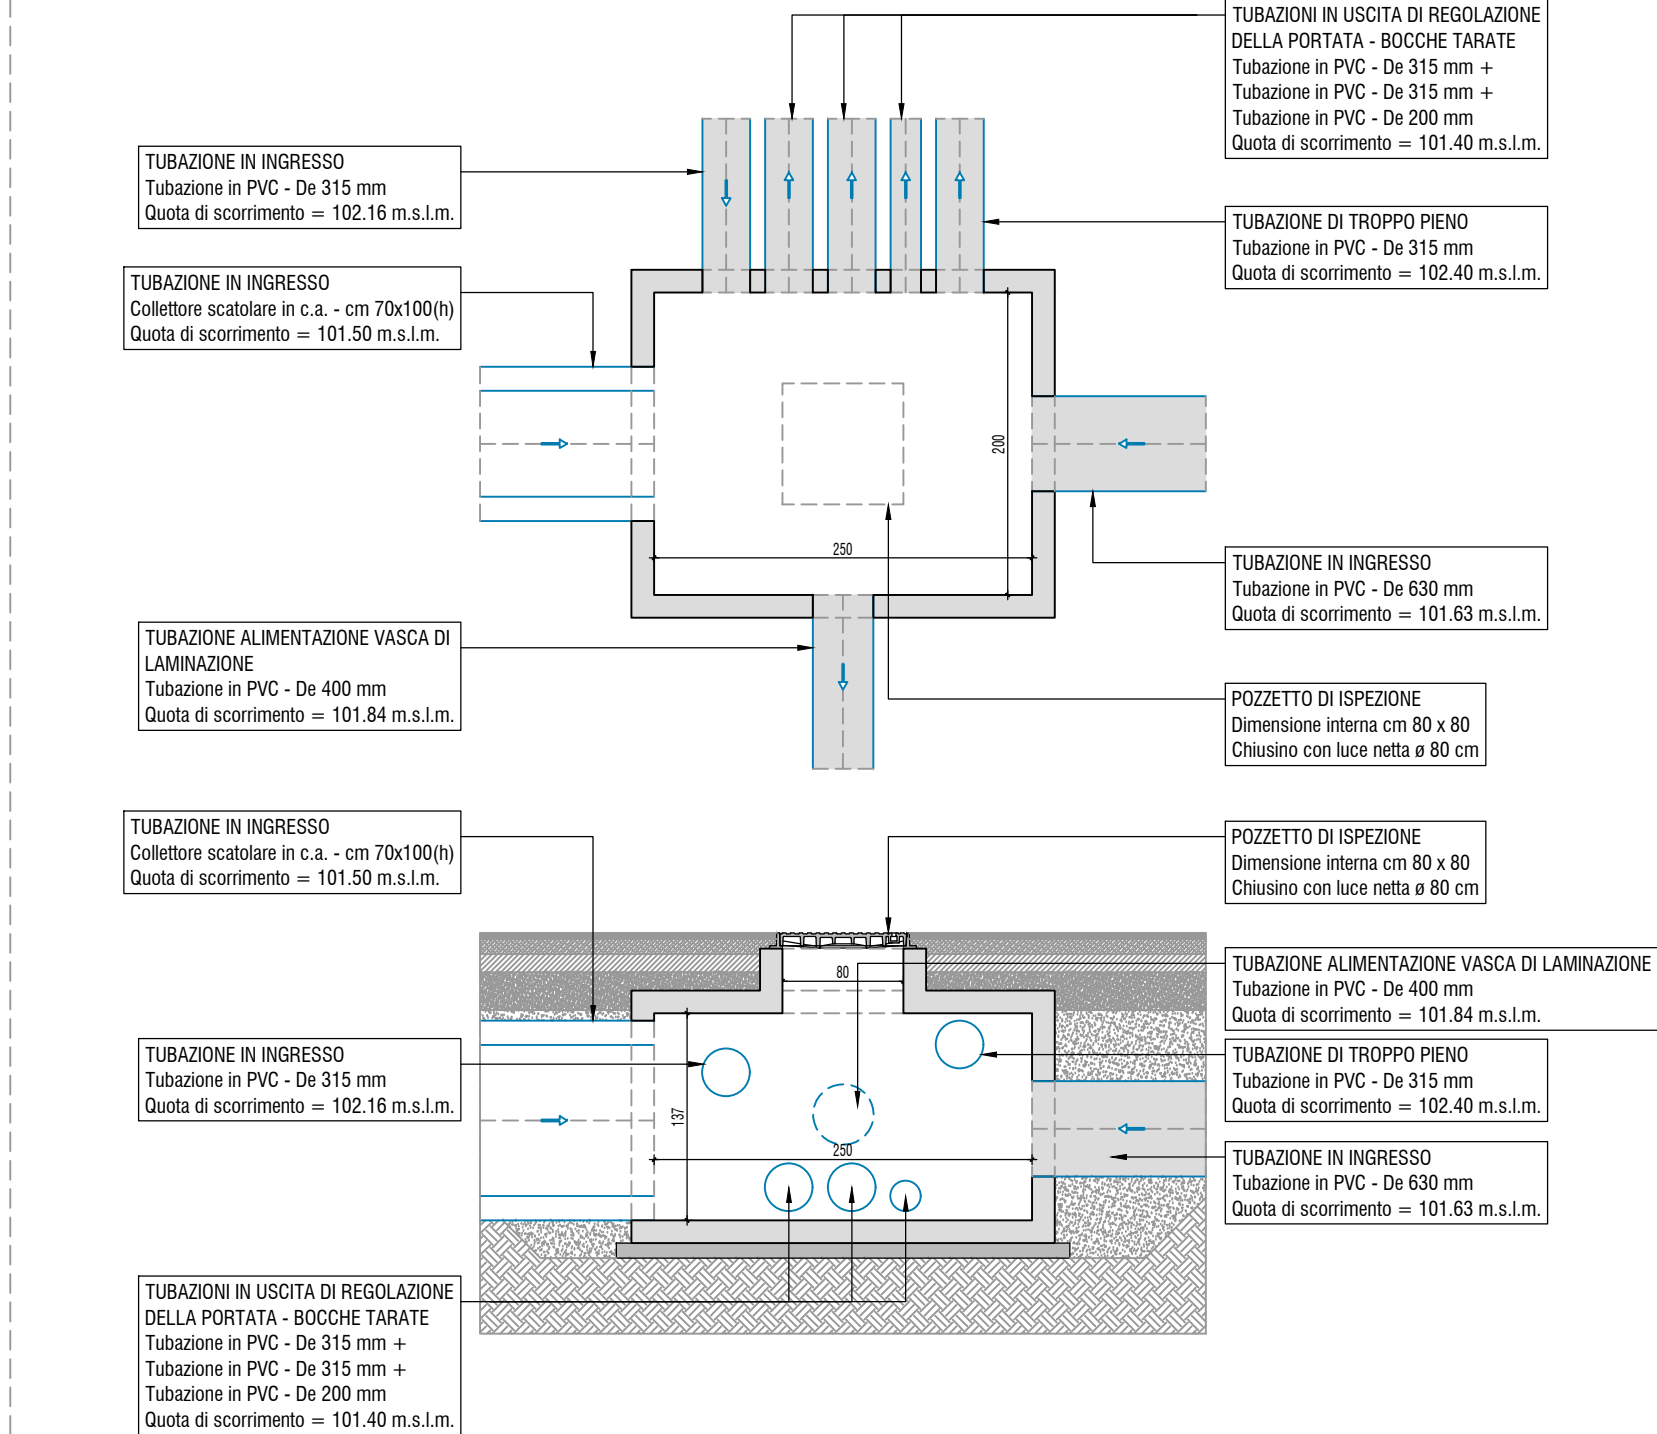 TUBAZIONI IN USCITA DI REGOLAZIONE
DELLA PORTATA - BOCCHE TARATE
Tubazione in PVC - De 315 mm +
Tubazione in PVC - De 315 mm +
Tubazione in PVC - De 200 mm
Quota di scorrimento = 101.40 m.s.l.m.
TUBAZIONE IN INGRESSO
Tubazione in PVC - De 315 mm
Quota di scorrimento = 102.16 m.s.l.m.
TUBAZIONE DI TROPPO PIENO
Tubazione in PVC - De 315 mm
Quota di scorrimento = 102.40 m.s.l.m.
TUBAZIONE IN INGRESSO
Collettore scatolare in c.a. - cm 70x100(h)
Quota di scorrimento = 101.50 m.s.l.m.
200
250
TUBAZIONE IN INGRESSO
Tubazione in PVC - De 630 mm
Quota di scorrimento = 101.63 m.s.l.m.
TUBAZIONE ALIMENTAZIONE VASCA DI
LAMINAZIONE
Tubazione in PVC - De 400 mm
Quota di scorrimento = 101.84 m.s.l.m.
POZZETTO DI ISPEZIONE
Dimensione interna cm 80 x 80
Chiusino con luce netta ø 80 cm
TUBAZIONE IN INGRESSO
Collettore scatolare in c.a. - cm 70x100(h)
Quota di scorrimento = 101.50 m.s.l.m.
POZZETTO DI ISPEZIONE
Dimensione interna cm 80 x 80
Chiusino con luce netta ø 80 cm
80
TUBAZIONE ALIMENTAZIONE VASCA DI LAMINAZIONE
Tubazione in PVC - De 400 mm
Quota di scorrimento = 101.84 m.s.l.m.
TUBAZIONE IN INGRESSO
Tubazione in PVC - De 315 mm
Quota di scorrimento = 102.16 m.s.l.m.
TUBAZIONE DI TROPPO PIENO
Tubazione in PVC - De 315 mm
Quota di scorrimento = 102.40 m.s.l.m.
137
250
TUBAZIONE IN INGRESSO
Tubazione in PVC - De 630 mm
Quota di scorrimento = 101.63 m.s.l.m.
TUBAZIONI IN USCITA DI REGOLAZIONE
DELLA PORTATA - BOCCHE TARATE
Tubazione in PVC - De 315 mm +
Tubazione in PVC - De 315 mm +
Tubazione in PVC - De 200 mm
Quota di scorrimento = 101.40 m.s.l.m.